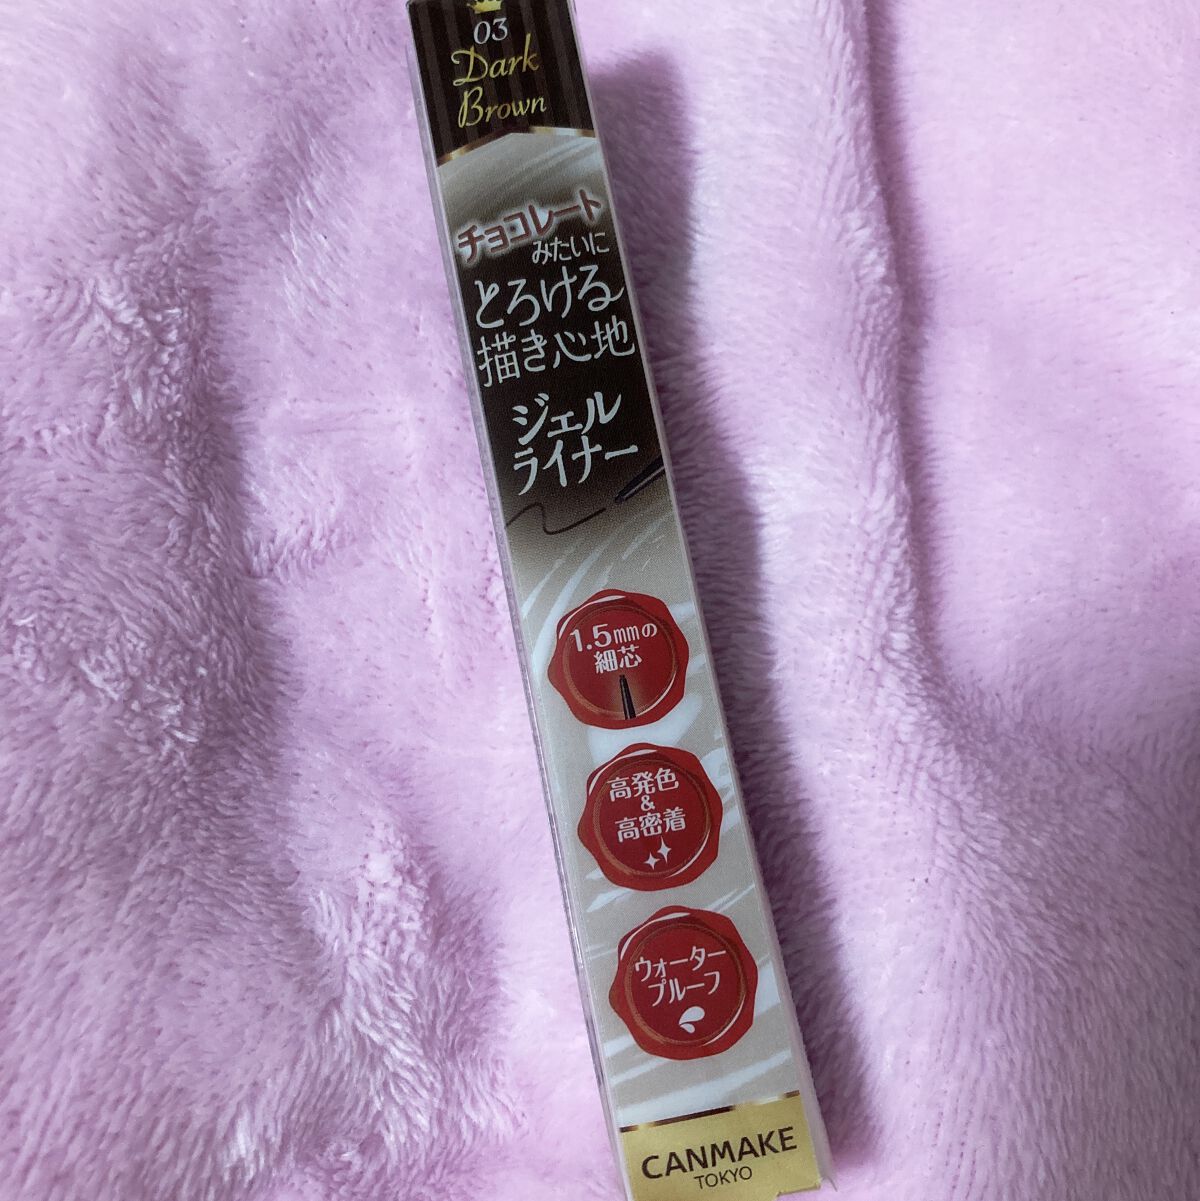 03
Dark
Brown
チョコレート
みたいに
とろける
描き心地
ジェル
ライナー
1.5㎜の
細芯
高発色
&
高密着
ウォーター
プルーフ
CANMAKE
TOKYO